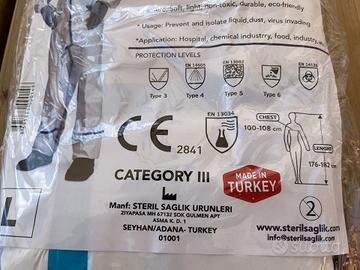 soft, light, non-toxic, durable, eco-friendly
* Usage: Prevent and isolate liquid,dust, virus invading
*Application: Hospital, chemical industry, food, industry,
PROTECTION LEVELS
EN 14605
EN 13982
EN 13034
EN 14126
Type 3
Type 4
Type 5
Type 6
CE 2841
CATEGORY III
CHEST
100-108 cm
LENGHT
176-182 cm
MADE IN
TURKEY
L
Manf: STERIL SAGLIK URUNLERI
ZIYAPASA MH 67132 SOK GULMEN APT
ASMA K. D. 1
SEYHAN/ADANA- TURKEY
01001
2
www.sterilsaglik.com
info@sterilsaglik.com